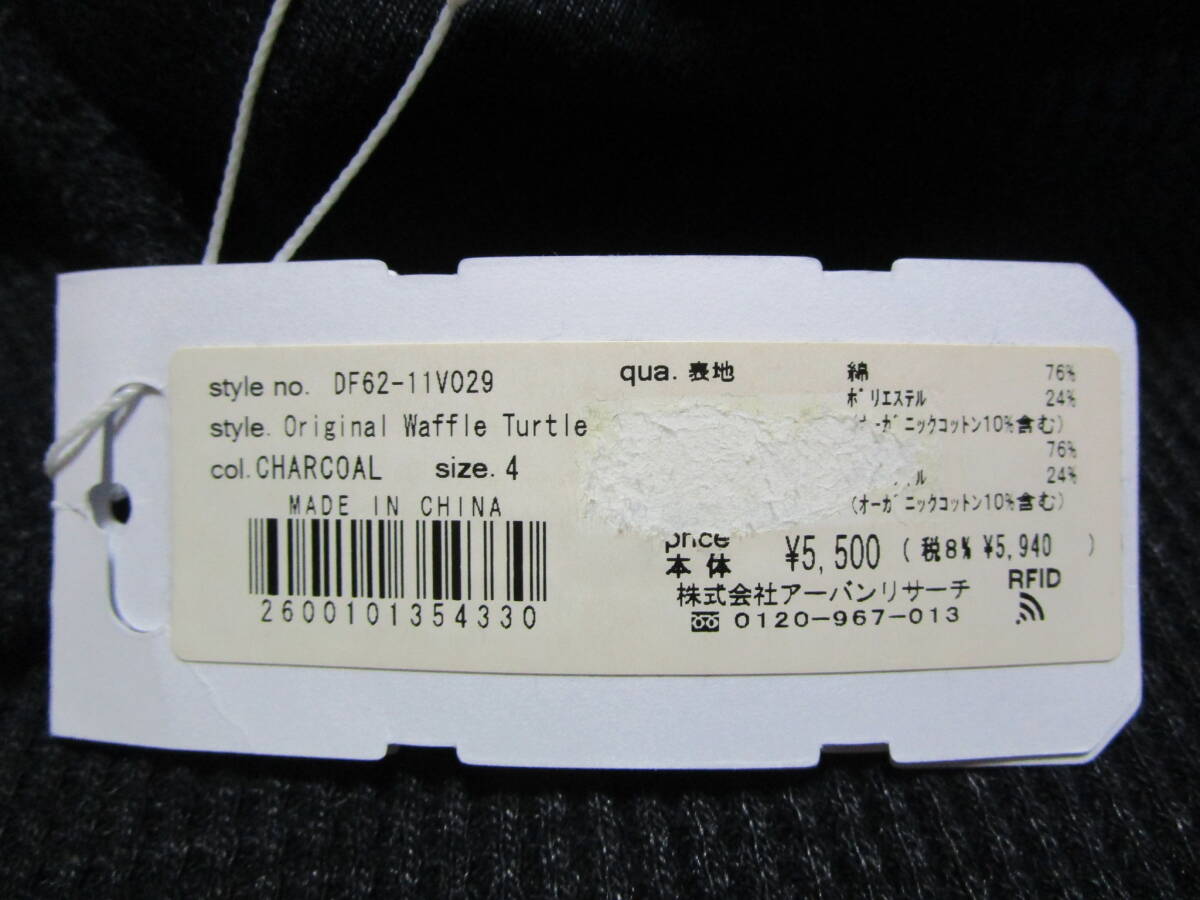 style no. DF62-11V029
style. Original Waffle Turtle
col. CHARCOAL size. 4
MADE IN CHINA
2600101354330
qua. 表地 綿 76%
ポリエステル 24%
ニックコットン10%含む)
76%
ル 24%
(オーガニックコットン10%含む)
price
本体 ¥5,500 ( 税8% ¥5,940 )
株式会社アーバンリサーチ
RFID
0120-967-013